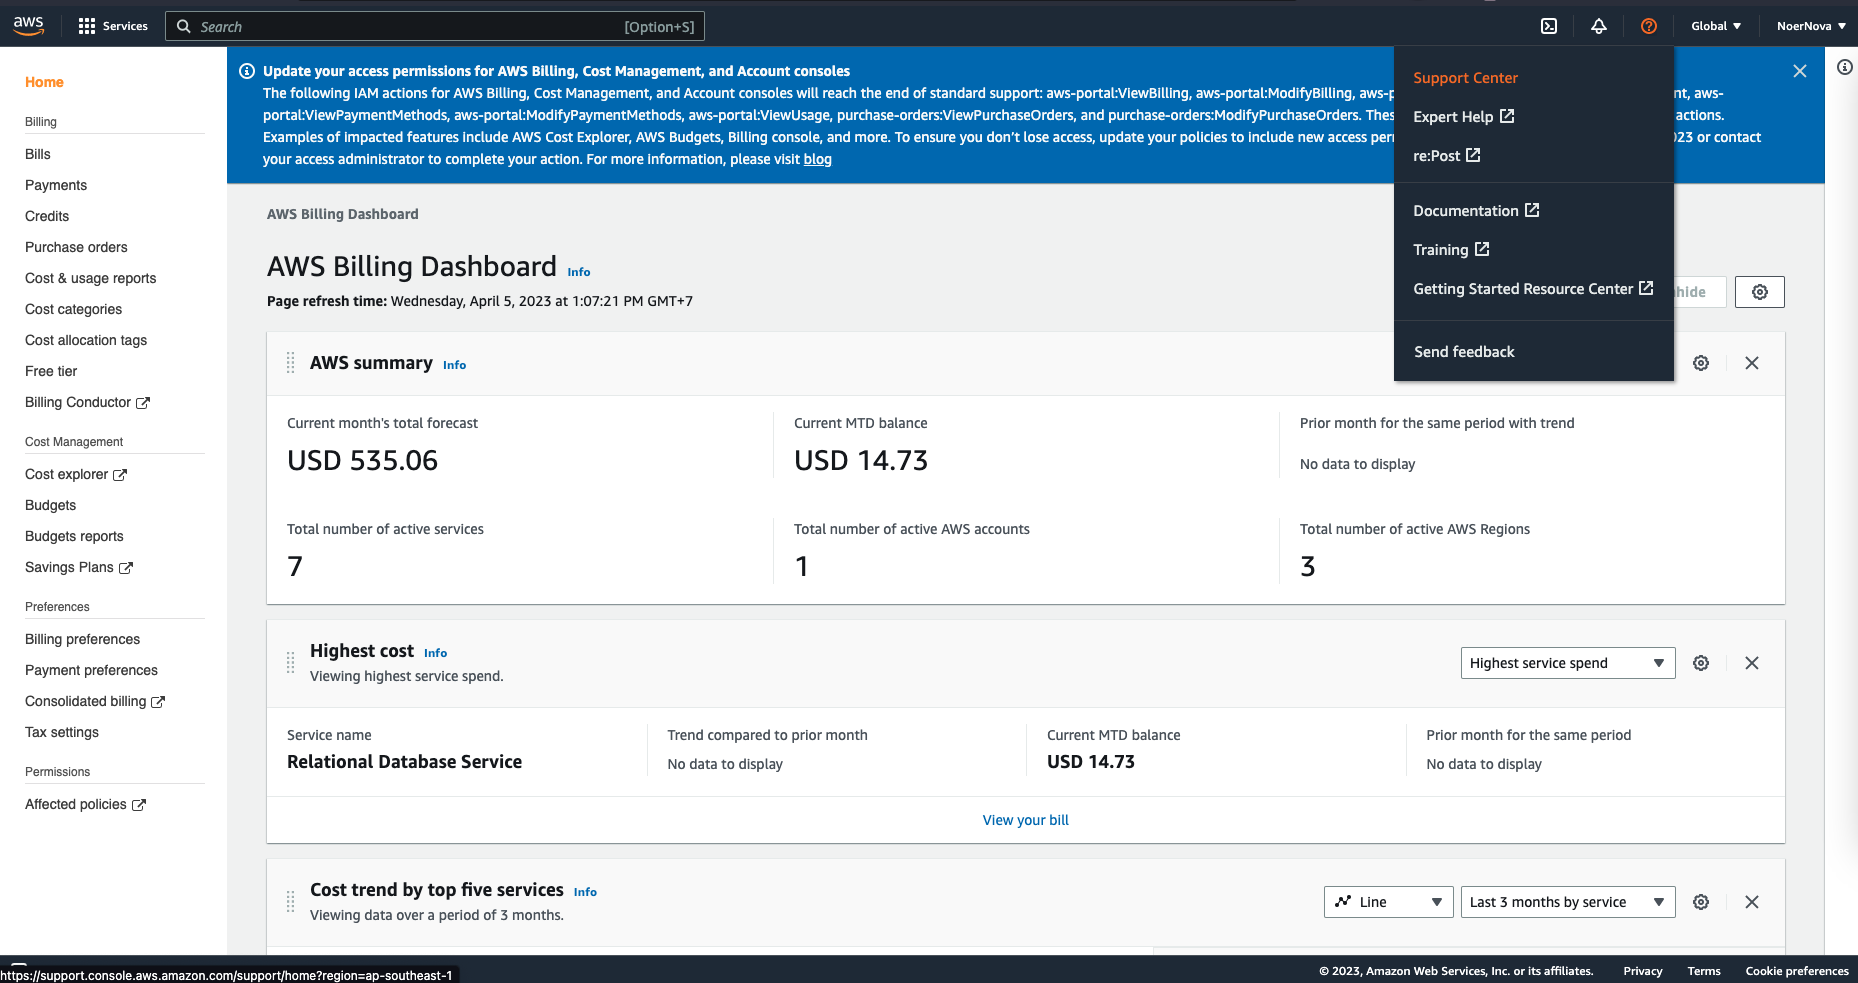 aws
Services
Search
[Option+S]
Global
NoerNova
Home
Billing
Bills
Payments
Credits
Purchase orders
Cost & usage reports
Cost categories
Cost allocation tags
Free tier
Billing Conductor
Cost Management
Cost explorer
Budgets
Budgets reports
Savings Plans
Preferences
Billing preferences
Payment preferences
Consolidated billing
Tax settings
Permissions
Affected policies
Update your access permissions for AWS Billing, Cost Management, and Account consoles
The following IAM actions for AWS Billing, Cost Management, and Account consoles will reach the end of standard support: aws-portal:ViewBilling, aws-portal:ModifyBilling, aws-p nt, aws-
portal:ViewPaymentMethods, aws-portal:ModifyPaymentMethods, aws-portal:ViewUsage, purchase-orders:ViewPurchaseOrders, and purchase-orders:ModifyPurchaseOrders. Thes actions.
Examples of impacted features include AWS Cost Explorer, AWS Budgets, Billing console, and more. To ensure you don't lose access, update your policies to include new access per 023 or contact
your access administrator to complete your action. For more information, please visit blog
Support Center
Expert Help
re:Post
Documentation
Training
Getting Started Resource Center
Send feedback
AWS Billing Dashboard
AWS Billing Dashboard Info
Page refresh time: Wednesday, April 5, 2023 at 1:07:21 PM GMT+7
hide
AWS summary Info
Current month's total forecast
USD 535.06
Current MTD balance
USD 14.73
Prior month for the same period with trend
No data to display
Total number of active services
7
Total number of active AWS accounts
1
Total number of active AWS Regions
3
Highest cost Info
Viewing highest service spend.
Highest service spend
Service name
Relational Database Service
Trend compared to prior month
No data to display
Current MTD balance
USD 14.73
Prior month for the same period
No data to display
View your bill
Cost trend by top five services Info
Viewing data over a period of 3 months.
Line
Last 3 months by service
https://support.console.aws.amazon.com/support/home?region=ap-southeast-1
© 2023, Amazon Web Services, Inc. or its affiliates.
Privacy
Terms
Cookie preferences